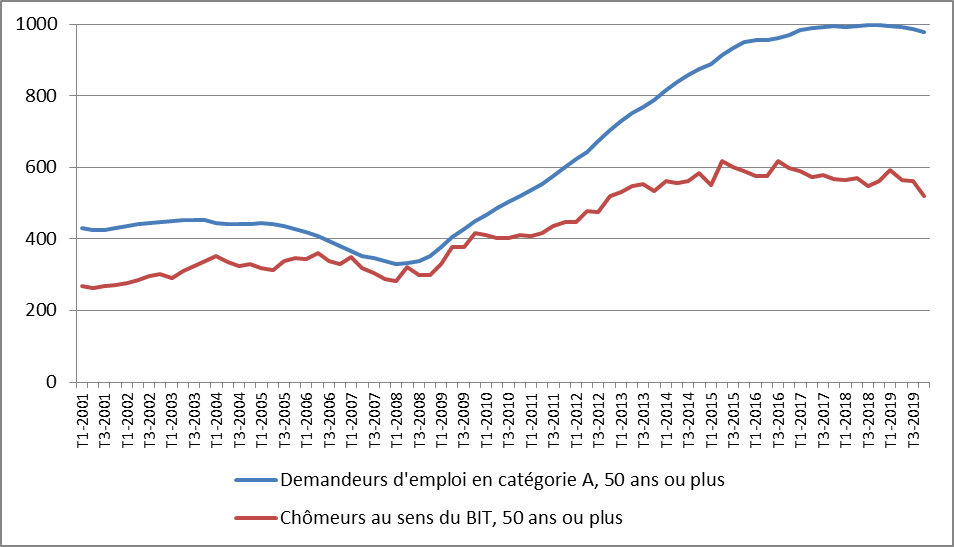 1000
800
600
400
200
0
T1-2001
T3-2001
T1-2002
T3-2002
T1-2003
T3-2003
T1-2004
T3-2004
T1-2005
T3-2005
T1-2006
T3-2006
T1-2007
T3-2007
T1-2008
T3-2008
T1-2009
T3-2009
T1-2010
T3-2010
T1-2011
T3-2011
T1-2012
T3-2012
T1-2013
T3-2013
T1-2014
T3-2014
T1-2015
T3-2015
T1-2016
T3-2016
T1-2017
T3-2017
T1-2018
T3-2018
T1-2019
T3-2019
Demandeurs d'emploi en catégorie A, 50 ans ou plus
Chômeurs au sens du BIT, 50 ans ou plus